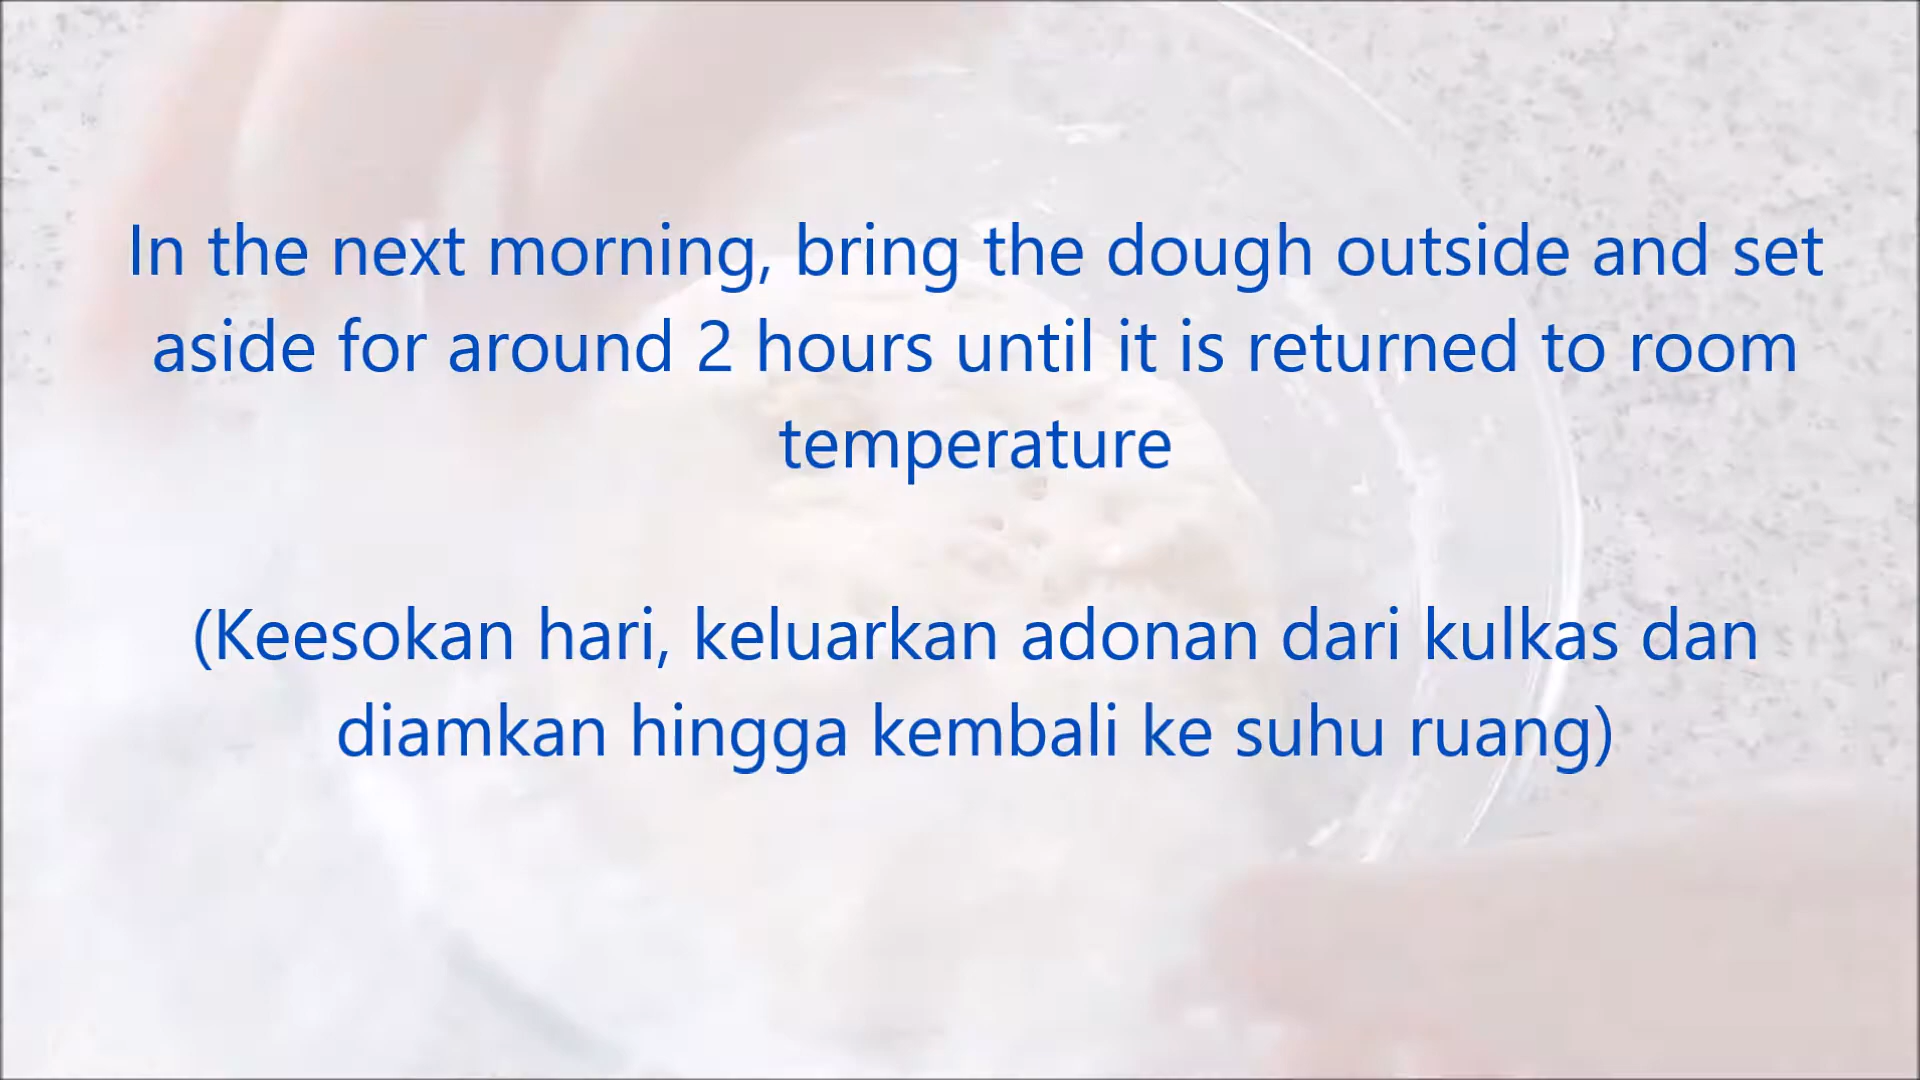 In the next morning, bring the dough outside and set
aside for around 2 hours until it is returned to room
temperature
(Keesokan hari, keluarkan adonan dari kulkas dan
diamkan hingga kembali ke suhu ruang)